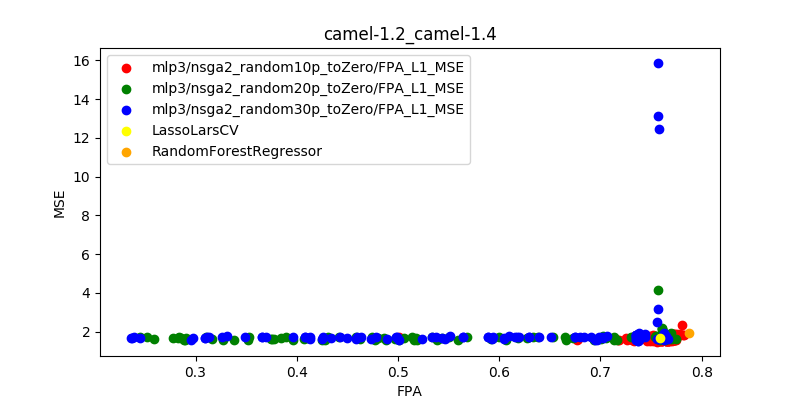 camel-1.2_camel-1.4
mlp3/nsga2_random10p_toZero/FPA_L1_MSE
mlp3/nsga2_random20p_toZero/FPA_L1_MSE
mlp3/nsga2_random30p_toZero/FPA_L1_MSE
LassoLarsCV
RandomForestRegressor
MSE
16
14
12
10
8
6
4
2
0.3 0.4 0.5 0.6 0.7 0.8
FPA